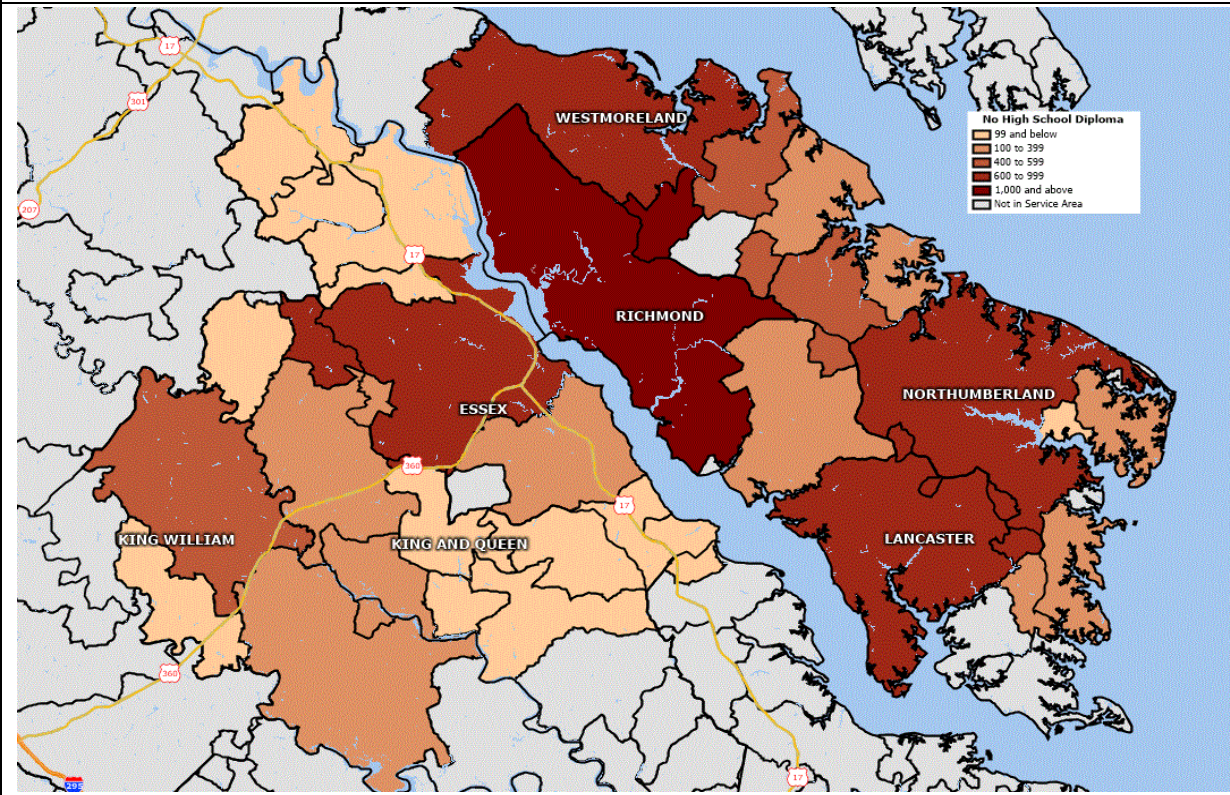 17
301
207
WESTMORELAND
No High School Diploma
99 and below
100 to 399
400 to 599
600 to 999
1,000 and above
Not in Service Area
17
RICHMOND
NORTHUMBERLAND
ESSEX
360
17
KING WILLIAM
KING AND QUEEN
LANCASTER
360
295
17